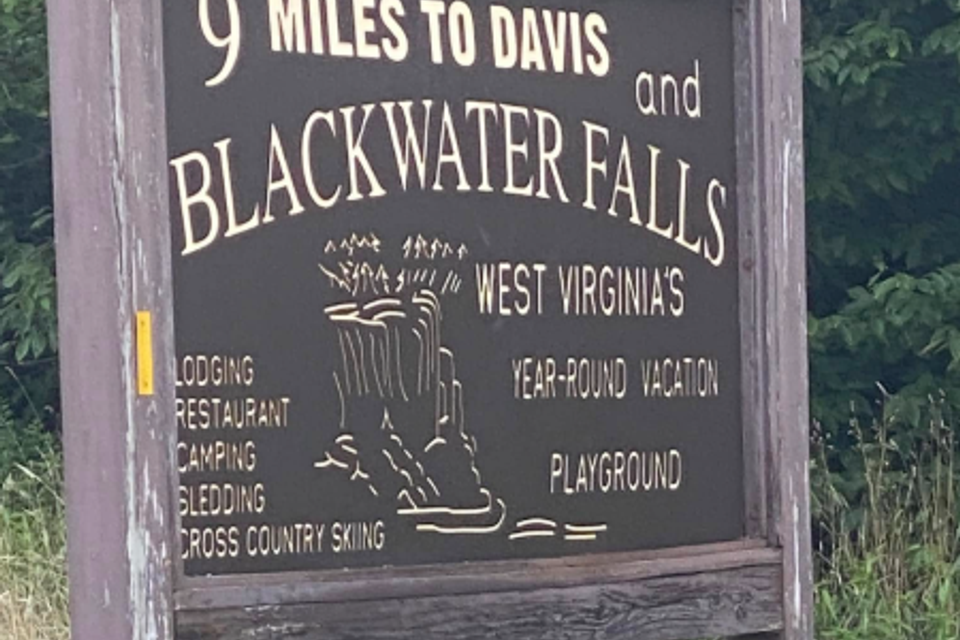 9 MILES TO DAVIS
and
BLACKWATER FALLS
WEST VIRGINIA'S
YEAR-ROUND VACATION
PLAYGROUND
LODGING
RESTAURANT
CAMPING
SLEDDING
CROSS COUNTRY SKIING